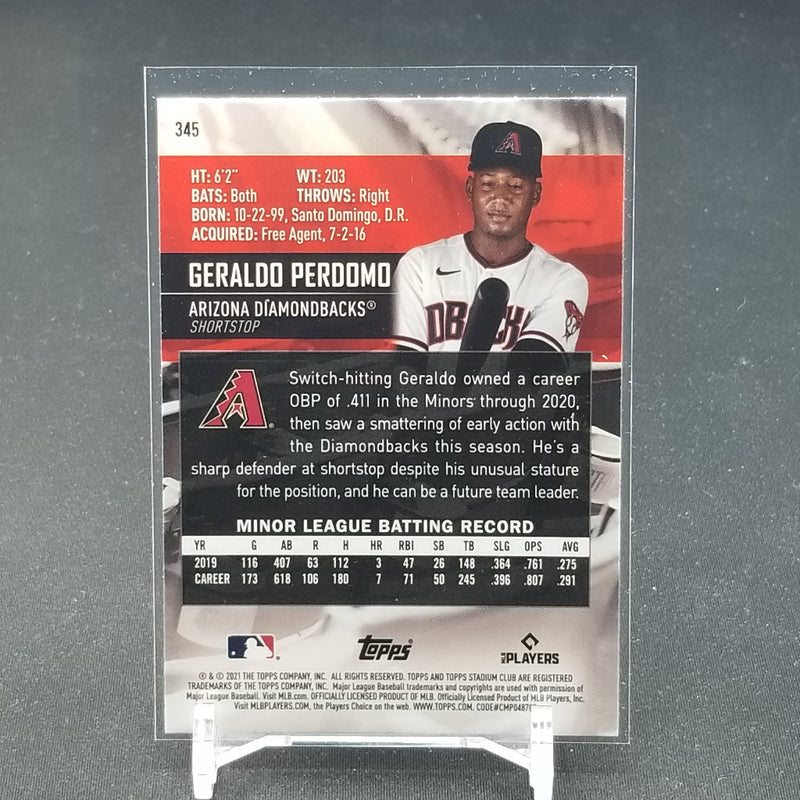 345
HT: 6'2" WT: 203
BATS: Both THROWS: Right
BORN: 10-22-99, Santo Domingo, D.R.
ACQUIRED: Free Agent, 7-2-16
GERALDO PERDOMO
ARIZONA DIAMONDBACKS®
SHORTSTOP
Switch-hitting Geraldo owned a career
OBP of .411 in the Minors through 2020,
then saw a smattering of early action with
the Diamondbacks this season. He's a
sharp defender at shortstop despite his unusual stature
for the position, and he can be a future team leader.
MINOR LEAGUE BATTING RECORD
YR G AB R H HR RBI SB TB SLG OPS AVG
2019 116 407 63 112 3 47 26 148 .364 .761 .275
CAREER 173 618 106 180 7 71 50 245 .396 .807 .291
TOPPS®
MLB PLAYERS
® & © 2021 THE TOPPS COMPANY, INC. ALL RIGHTS RESERVED. TOPPS AND TOPPS STADIUM CLUB ARE REGISTERED
TRADEMARKS OF THE TOPPS COMPANY, INC. Major League Baseball trademarks and copyrights are used with permission of
Major League Baseball. Visit MLB.com. OFFICIALLY LICENSED PRODUCT OF MLB. Officially Licensed Product of MLB Players, Inc.
Visit MLBPLAYERS.COM, the Players Choice on the web. WWW.TOPPS.COM.